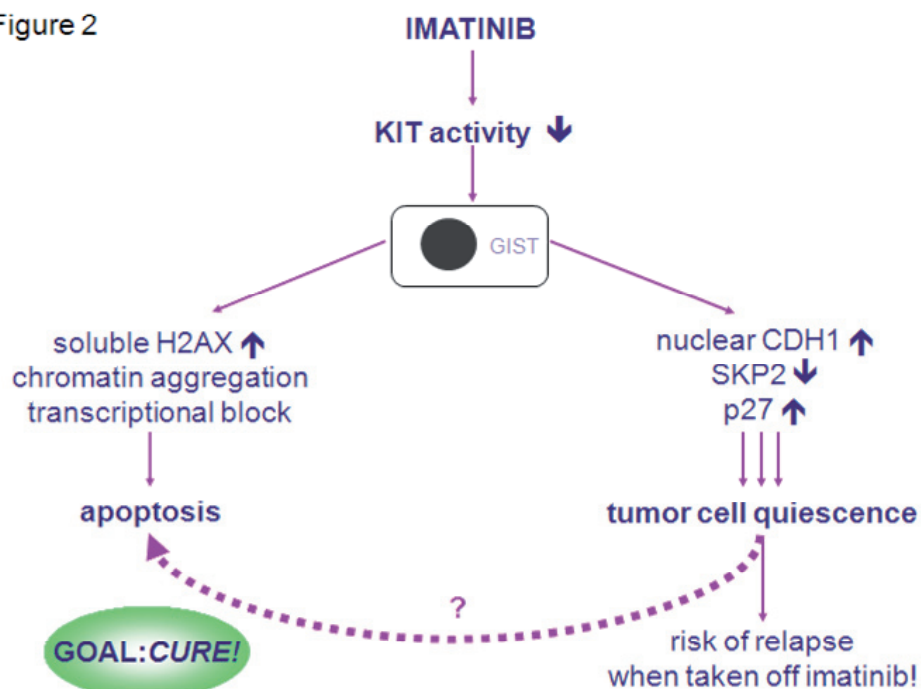 Figure 2
IMATINIB
KIT activity ↓
GIST
soluble H2AX ↑
chromatin aggregation
transcriptional block
nuclear CDH1 ↑
SKP2 ↓
p27 ↑
apoptosis
tumor cell quiescence
?
GOAL:CURE!
risk of relapse
when taken off imatinib!